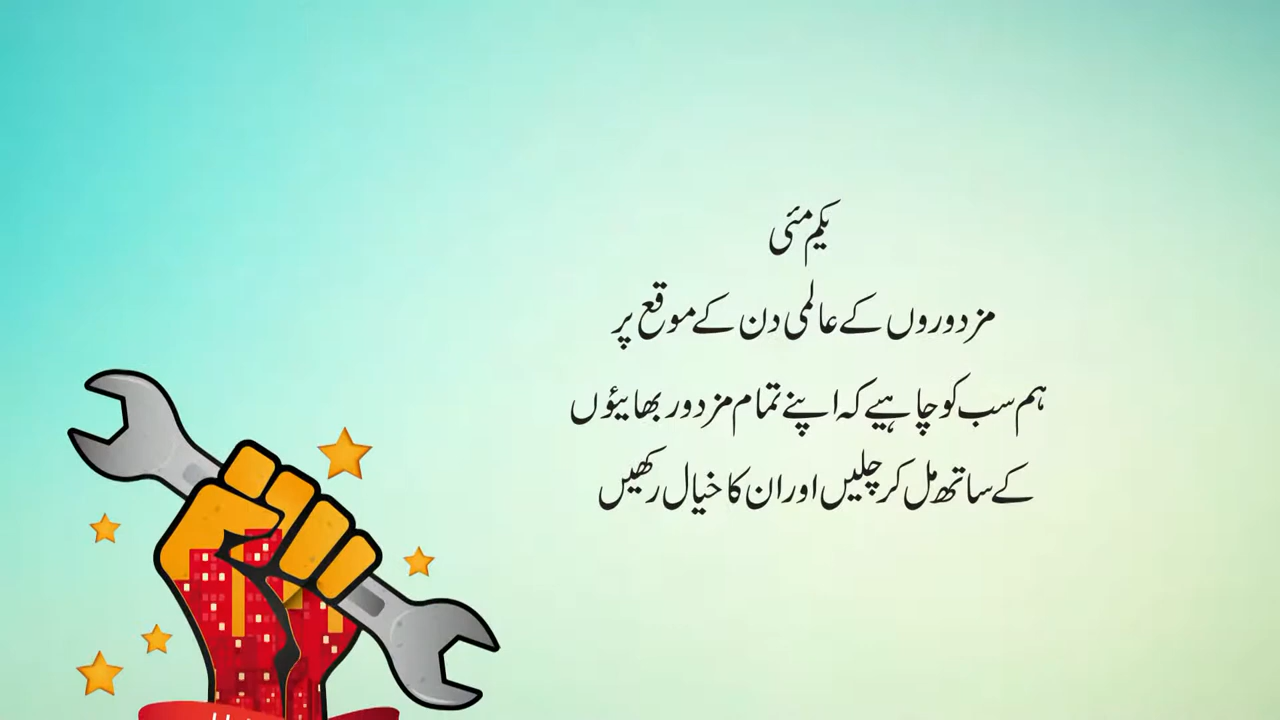 یکم مئی
مزدوروں کے عالمی دن کے موقع پر
ہم سب کو چاہیے کہ اپنے تمام مزدور بھایئوں
کے ساتھ مل کر چلیں اور ان کا خیال رکھیں